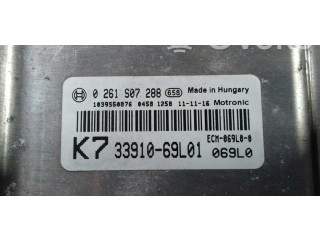 0 261 S07 288 658 Made in Hungary
1039S50876 0458 1258 11-11-16 Motronic
ECM-069L0-0
K7 33910-69L01 069L0